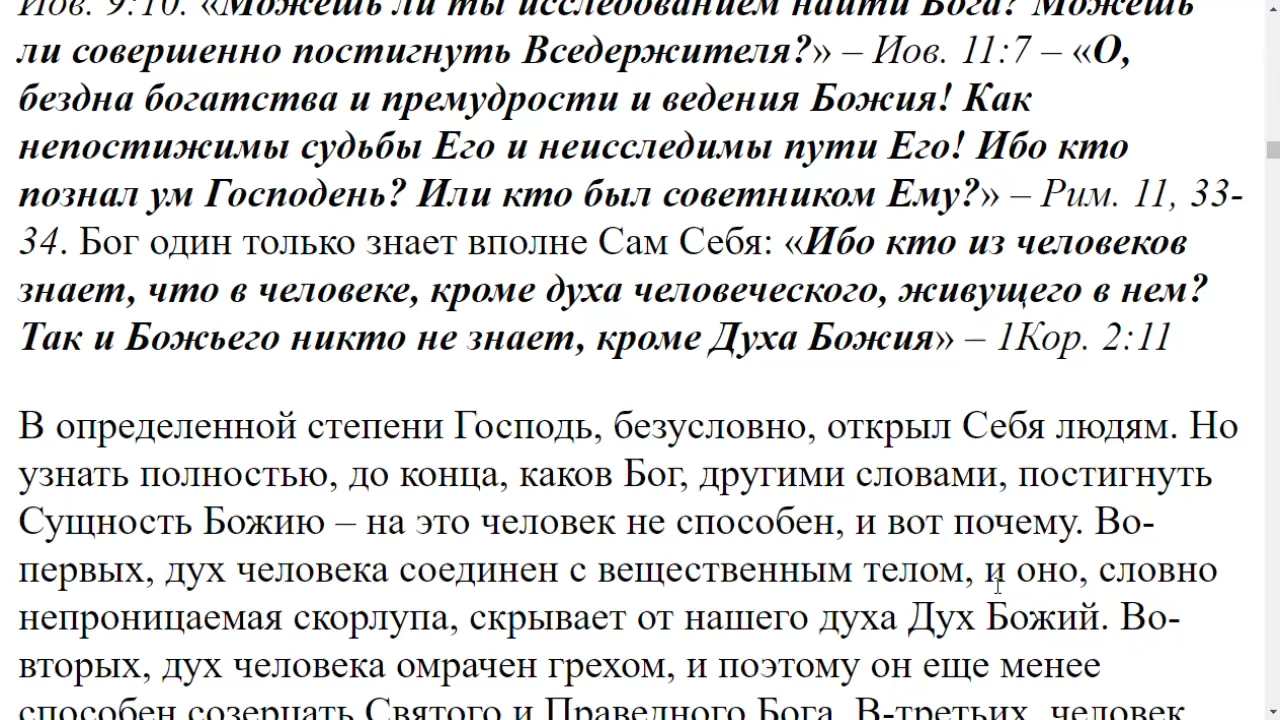 Иов. 9:10. «Можешь ли ты исследованием найти Бога? Можешь
ли совершенно постигнуть Вседержителя?» – Иов. 11:7 – «О,
бездна богатства и премудрости и ведения Божия! Как
непостижимы судьбы Его и неисследимы пути Его! Ибо кто
познал ум Господень? Или кто был советником Ему?» – Рим. 11, 33-
34. Бог один только знает вполне Сам Себя: «Ибо кто из человеков
знает, что в человеке, кроме духа человеческого, живущего в нем?
Так и Божьего никто не знает, кроме Духа Божия» – 1Кор. 2:11
В определенной степени Господь, безусловно, открыл Себя людям. Но
узнать полностью, до конца, каков Бог, другими словами, постигнуть
Сущность Божию – на это человек не способен, и вот почему. Во-
первых, дух человека соединен с вещественным телом, и оно, словно
непроницаемая скорлупа, скрывает от нашего духа Дух Божий. Во-
вторых, дух человека омрачен грехом, и поэтому он еще менее
способен созерцать Святого и Праведного Бога. В-третьих, человек